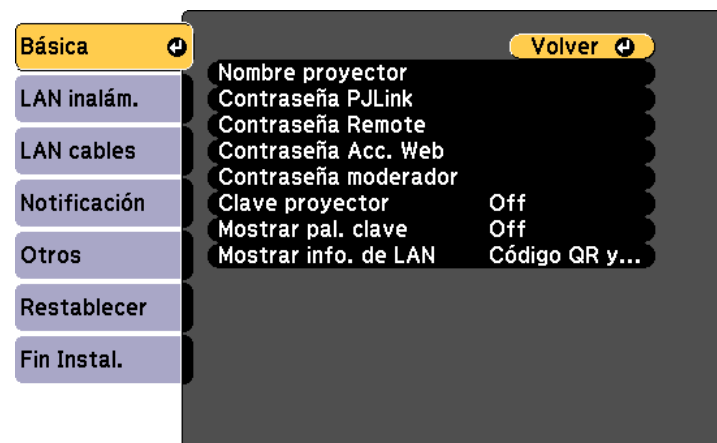 Básica
LAN inalám.
LAN cables
Notificación
Otros
Restablecer
Fin Instal.
Volver
Nombre proyector
Contraseña PJLink
Contraseña Remote
Contraseña Acc. Web
Contraseña moderador
Clave proyector Off
Mostrar pal. clave Off
Mostrar info. de LAN Código QR y...